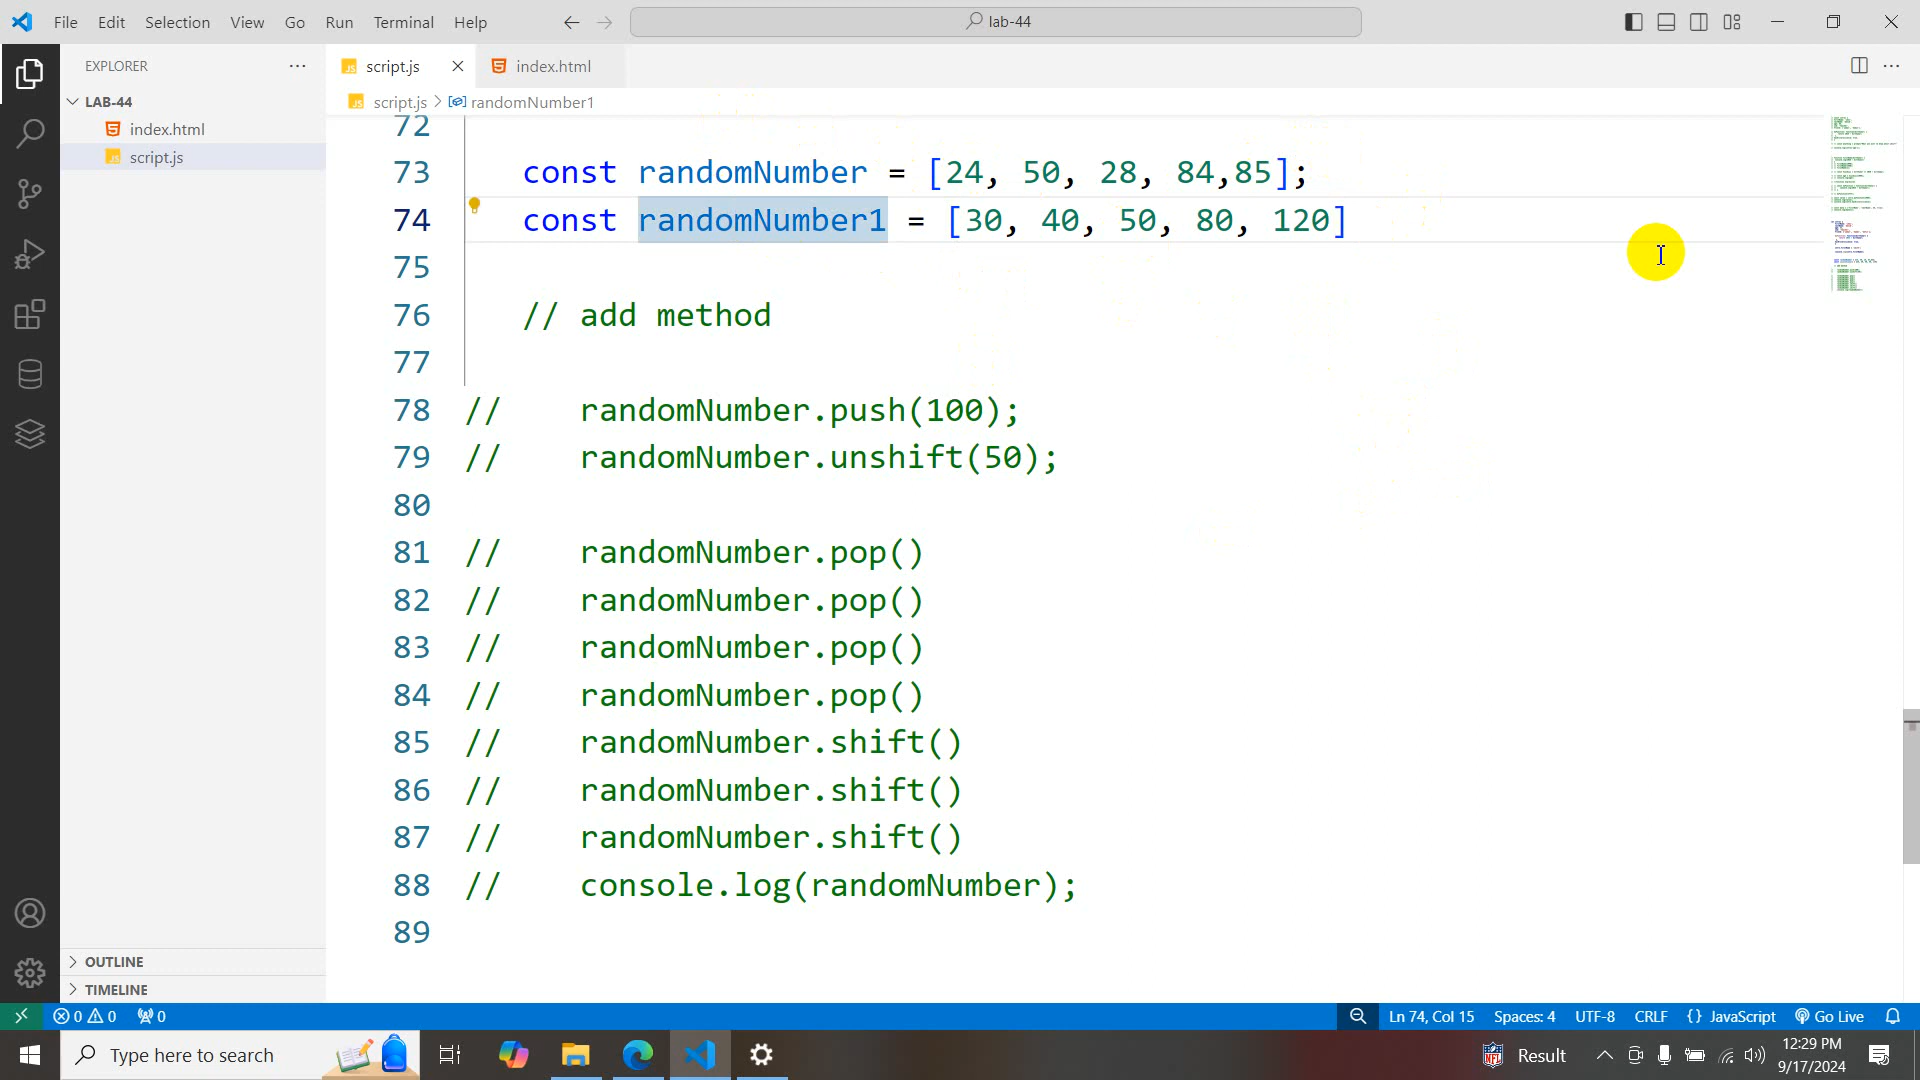 File Edit Selection View Go Run Terminal Help lab-44
EXPLORER
script.js index.html
LAB-44
script.js > randomNumber1
index.html
script.js
72
73 const randomNumber = [24, 50, 28, 84,85];
74 const randomNumber1 = [30, 40, 50, 80, 120]
75
76 // add method
77
78 // randomNumber.push(100);
79 // randomNumber.unshift(50);
80
81 // randomNumber.pop()
82 // randomNumber.pop()
83 // randomNumber.pop()
84 // randomNumber.pop()
85 // randomNumber.shift()
86 // randomNumber.shift()
87 // randomNumber.shift()
88 // console.log(randomNumber);
89
OUTLINE
TIMELINE
0 0 0 Ln 74, Col 15 Spaces: 4 UTF-8 CRLF {} JavaScript Go Live
Type here to search Result 12:29 PM
9/17/2024